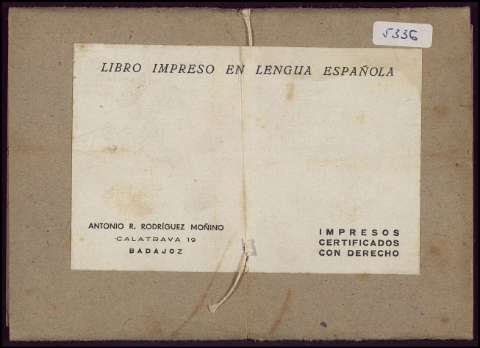 5336
LIBRO IMPRESO EN LENGUA ESPAÑOLA
ANTONIO R. RODRÍGUEZ MOÑINO
CALATRAVA 19
BADAJOZ
IMPRESOS
CERTIFICADOS
CON DERECHO